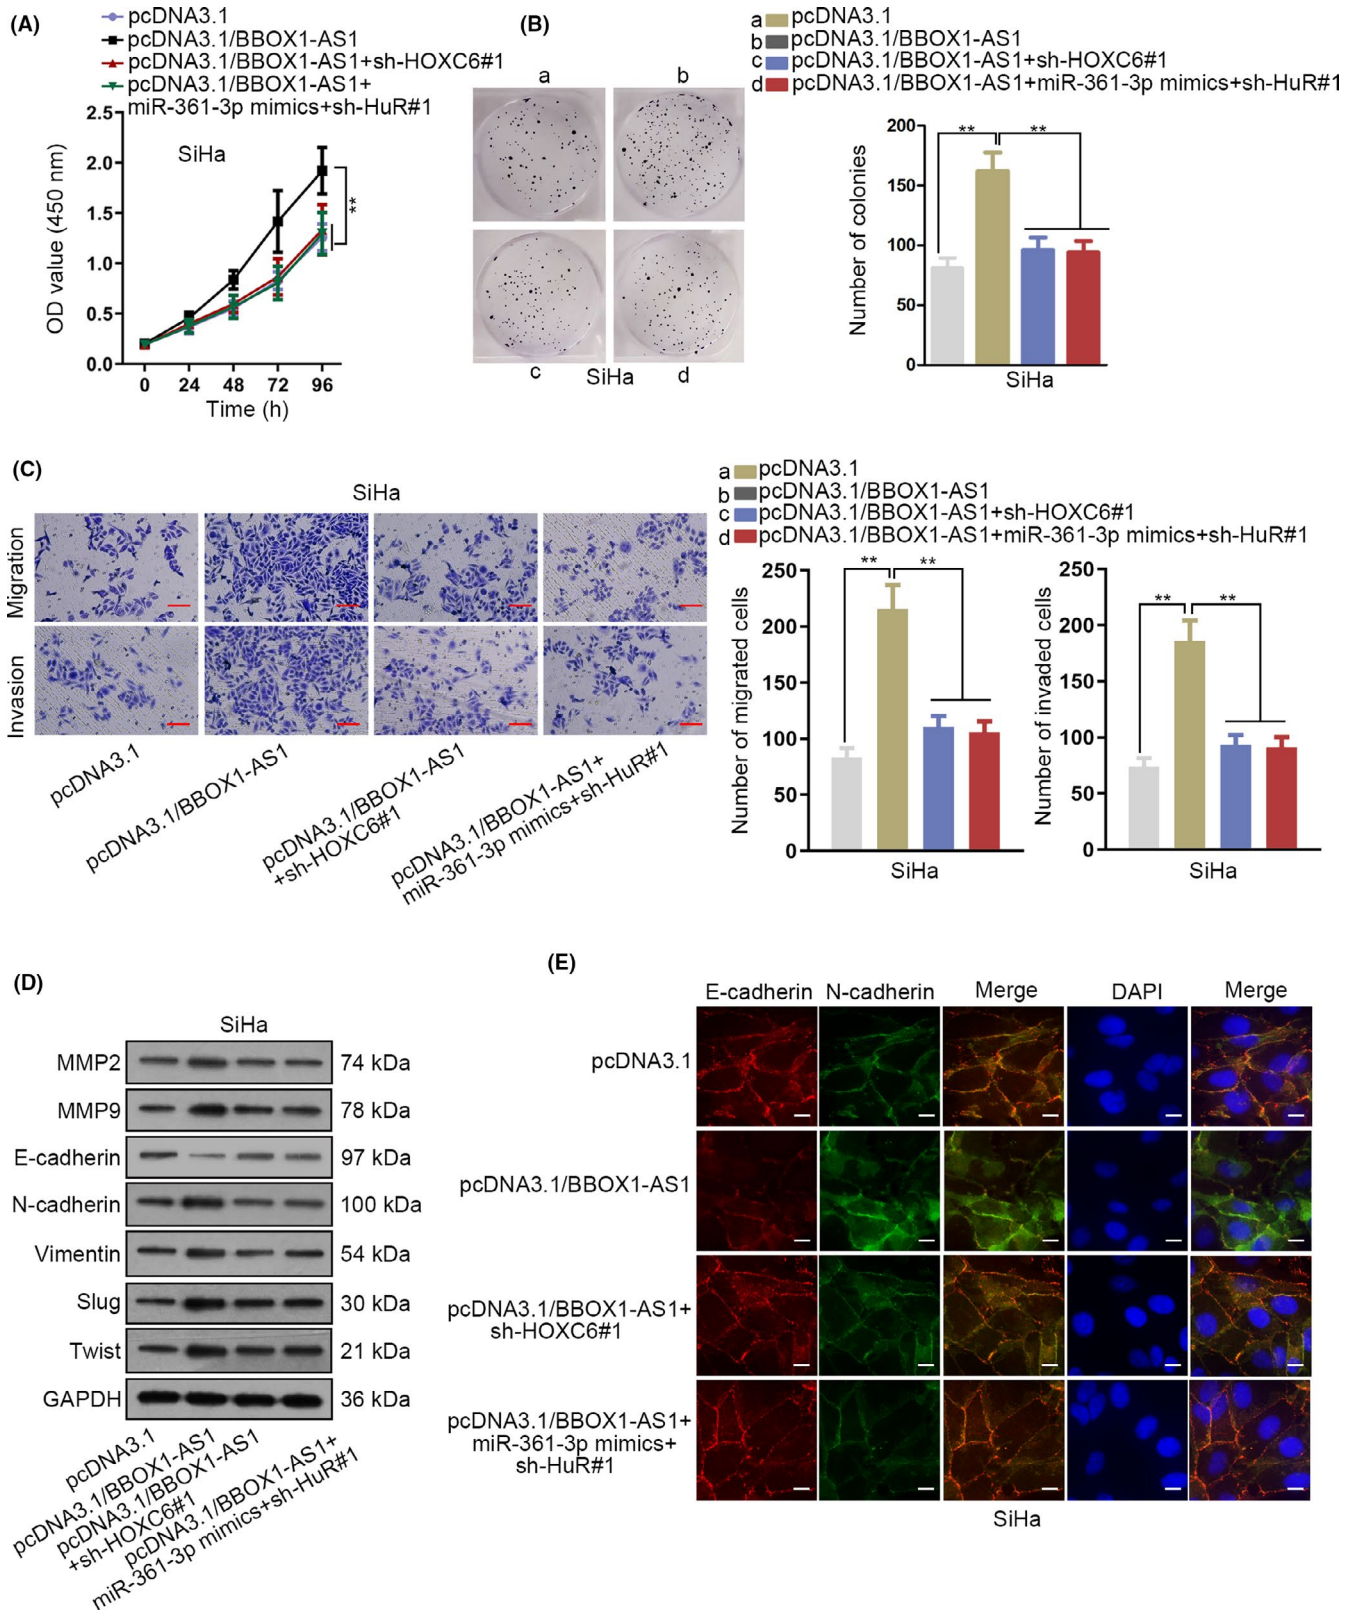 (A)
pcDNA3.1
pcDNA3.1/BBOX1-AS1
pcDNA3.1/BBOX1-AS1+sh-HOXC6#1
pcDNA3.1/BBOX1-AS1+
miR-361-3p mimics+sh-HuR#1
SiHa
OD value (450 nm)
2.5
2.0
1.5
1.0
0.5
0.0
**
0 24 48 72 96
Time (h)
(B)
a b
c SiHa d
a pcDNA3.1
b pcDNA3.1/BBOX1-AS1
c pcDNA3.1/BBOX1-AS1+sh-HOXC6#1
d pcDNA3.1/BBOX1-AS1+miR-361-3p mimics+sh-HuR#1
Number of colonies
200
150
100
50
0
** **
SiHa
(C)
SiHa
Migration
Invasion
pcDNA3.1
pcDNA3.1/BBOX1-AS1
pcDNA3.1/BBOX1-AS1
+sh-HOXC6#1
pcDNA3.1/BBOX1-AS1+
miR-361-3p mimics+sh-HuR#1
a pcDNA3.1
b pcDNA3.1/BBOX1-AS1
c pcDNA3.1/BBOX1-AS1+sh-HOXC6#1
d pcDNA3.1/BBOX1-AS1+miR-361-3p mimics+sh-HuR#1
Number of migrated cells
250
200
150
100
50
0
** **
SiHa
Number of invaded cells
250
200
150
100
50
0
** **
SiHa
(D)
SiHa
MMP2 74 kDa
MMP9 78 kDa
E-cadherin 97 kDa
N-cadherin 100 kDa
Vimentin 54 kDa
Slug 30 kDa
Twist 21 kDa
GAPDH 36 kDa
pcDNA3.1
pcDNA3.1/BBOX1-AS1
pcDNA3.1/BBOX1-AS1
+sh-HOXC6#1
pcDNA3.1/BBOX1-AS1+
miR-361-3p mimics+sh-HuR#1
(E)
E-cadherin N-cadherin Merge DAPI Merge
pcDNA3.1
pcDNA3.1/BBOX1-AS1
pcDNA3.1/BBOX1-AS1+
sh-HOXC6#1
pcDNA3.1/BBOX1-AS1+
miR-361-3p mimics+
sh-HuR#1
SiHa